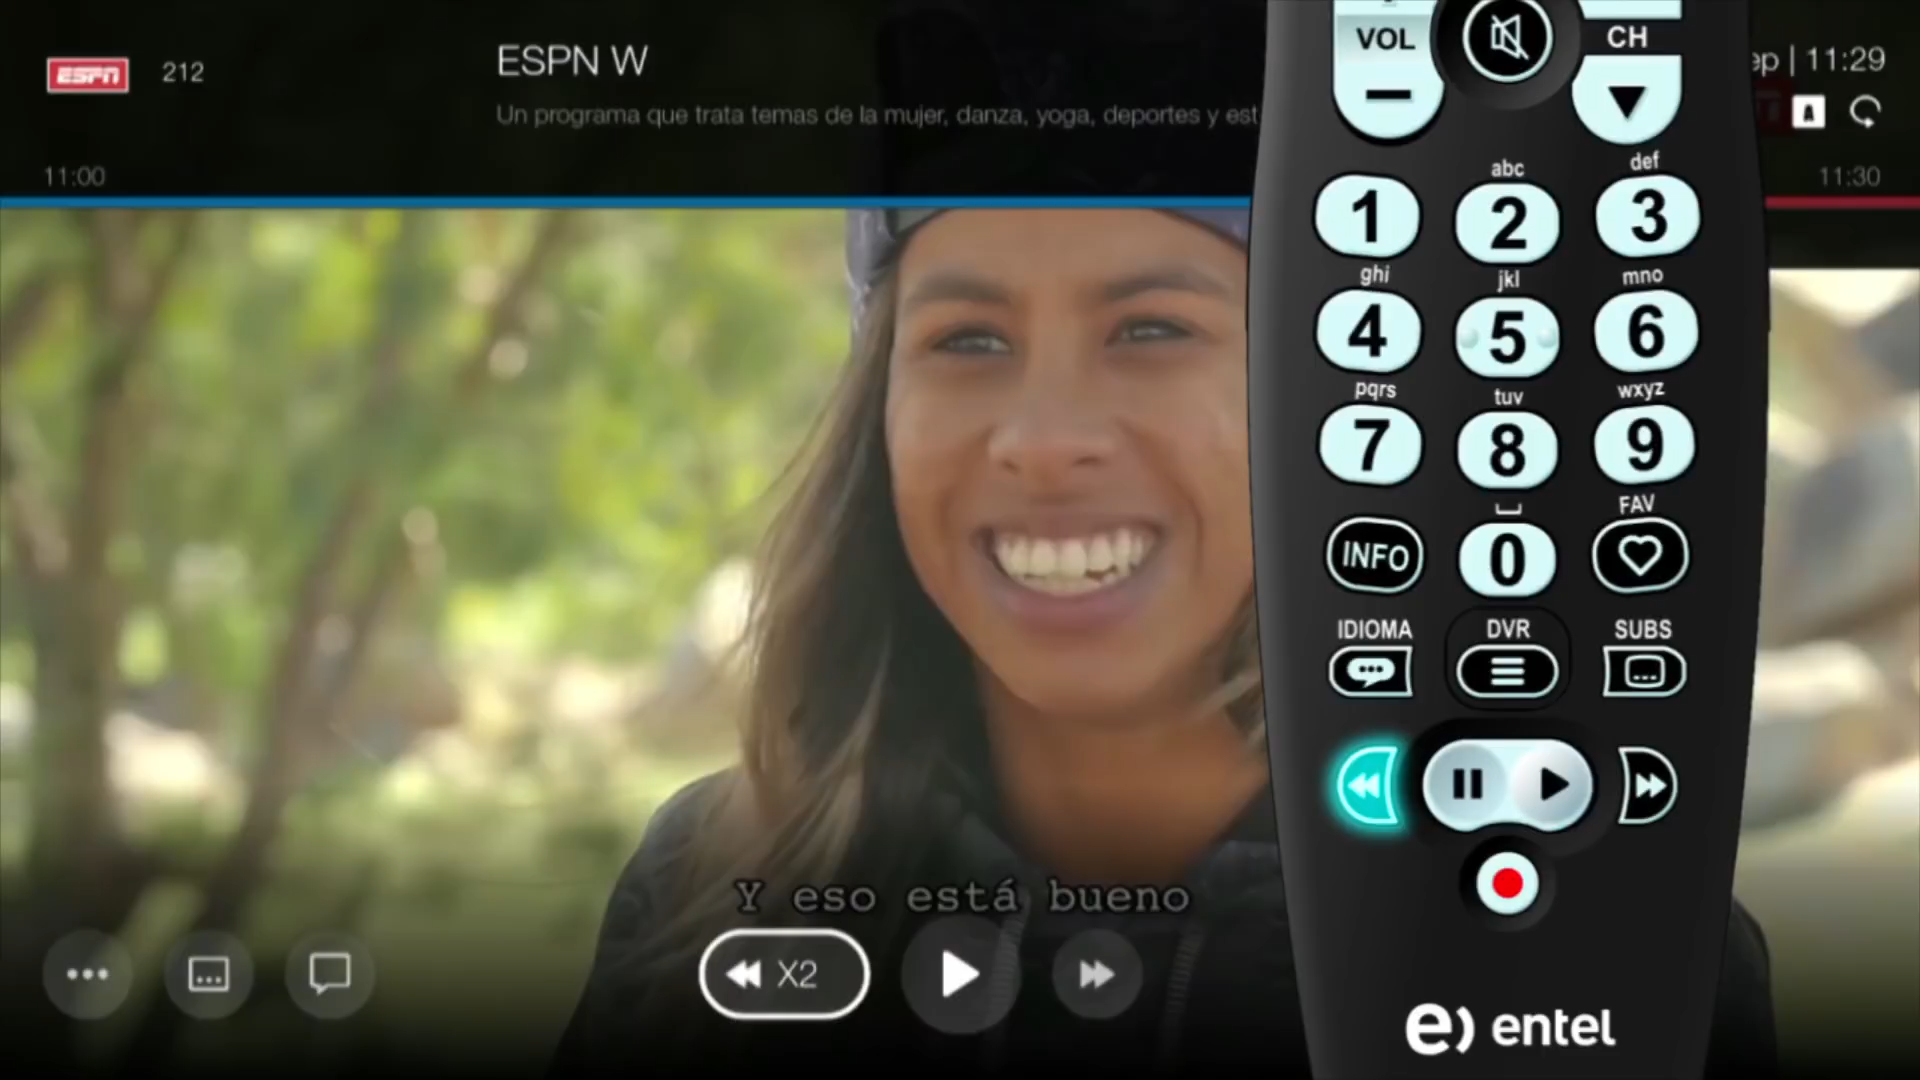 ESPN
212
ESPN W
Un programa que trata temas de la mujer, danza, yoga, deportes y est
ep | 11:29
A
11:00
11:30
VOL
CH
abc
def
1
2
3
ghi
jkl
mno
4
5
6
pqrs
tuv
wxyz
7
8
9
FAV
INFO
0
IDIOMA
DVR
SUBS
Y eso está bueno
X2
e) entel